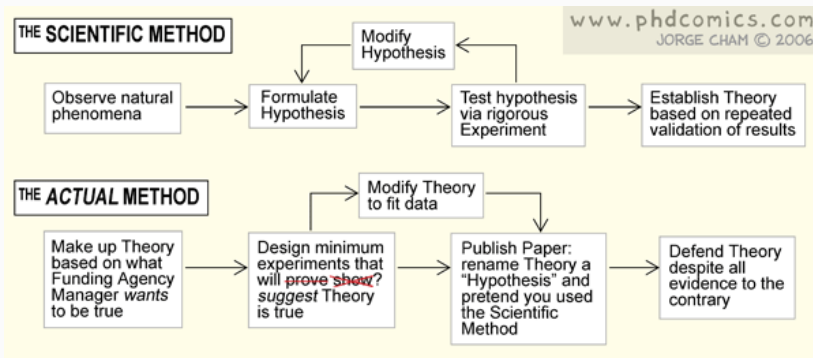 www.phdcomics.com
JORGE CHAM © 2006
THE SCIENTIFIC METHOD
Modify
Hypothesis
Observe natural
phenomena
Formulate
Hypothesis
Test hypothesis
via rigorous
Experiment
Establish Theory
based on repeated
validation of results
THE ACTUAL METHOD
Modify Theory
to fit data
Make up Theory
based on what
Funding Agency
Manager wants
to be true
Design minimum
experiments that
will prove show?
suggest Theory
is true
Publish Paper:
rename Theory a
“Hypothesis” and
pretend you used
the Scientific
Method
Defend Theory
despite all
evidence to the
contrary